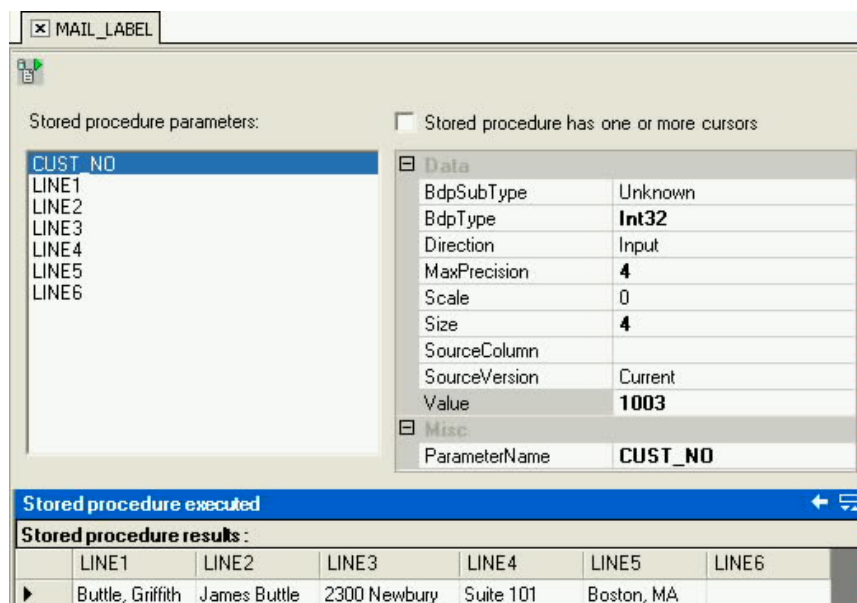 MAIL_LABEL
Stored procedure parameters:
Stored procedure has one or more cursors
CUST_NO
LINE1
LINE2
LINE3
LINE4
LINE5
LINE6
Data
BdpSubType Unknown
BdpType Int32
Direction Input
MaxPrecision 4
Scale 0
Size 4
SourceColumn
SourceVersion Current
Value 1003
Misc
ParameterName CUST_NO
Stored procedure executed
Stored procedure results :
LINE1 LINE2 LINE3 LINE4 LINE5 LINE6
Buttle, Griffith James Buttle 2300 Newbury Suite 101 Boston, MA